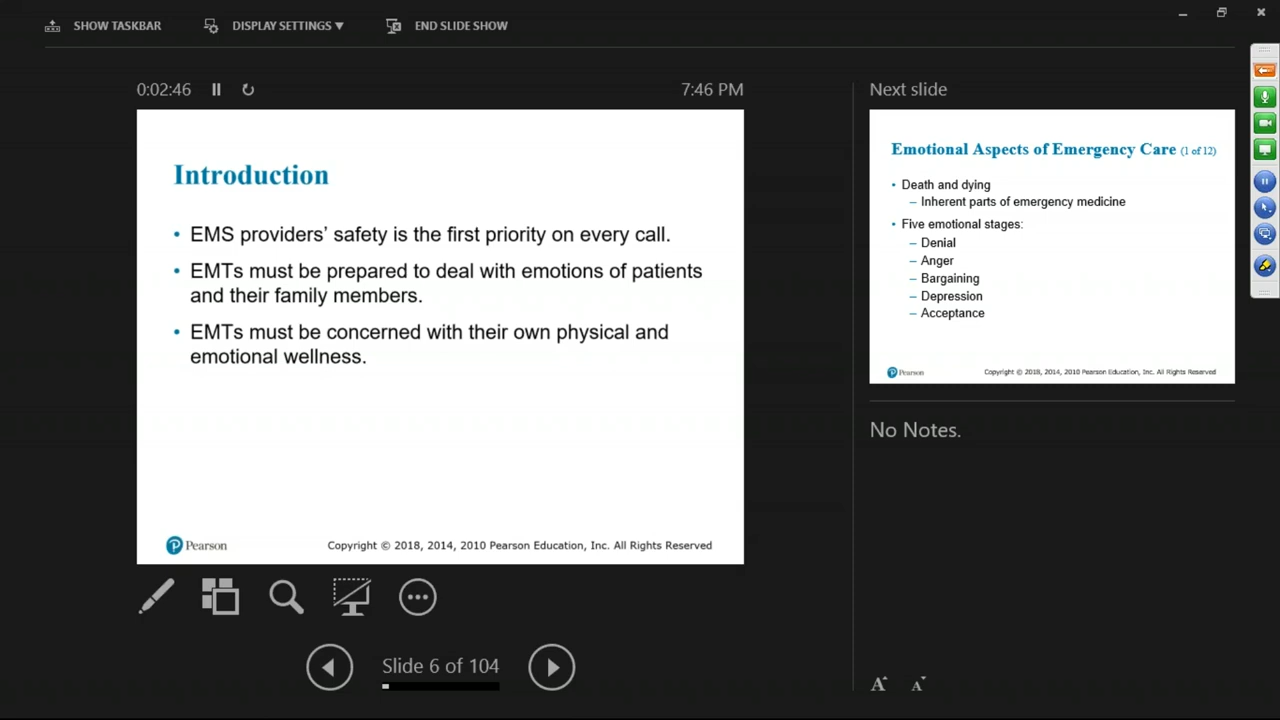 SHOW TASKBAR
DISPLAY SETTINGS ▼
END SLIDE SHOW
0:02:46
7:46 PM
Introduction
• EMS providers’ safety is the first priority on every call.
• EMTs must be prepared to deal with emotions of patients
and their family members.
• EMTs must be concerned with their own physical and
emotional wellness.
Pearson
Copyright © 2018, 2014, 2010 Pearson Education, Inc. All Rights Reserved
Slide 6 of 104
Next slide
Emotional Aspects of Emergency Care (1 of 12)
• Death and dying
– Inherent parts of emergency medicine
• Five emotional stages:
– Denial
– Anger
– Bargaining
– Depression
– Acceptance
Pearson
Copyright © 2018, 2014, 2010 Pearson Education, Inc. All Rights Reserved
No Notes.
A A